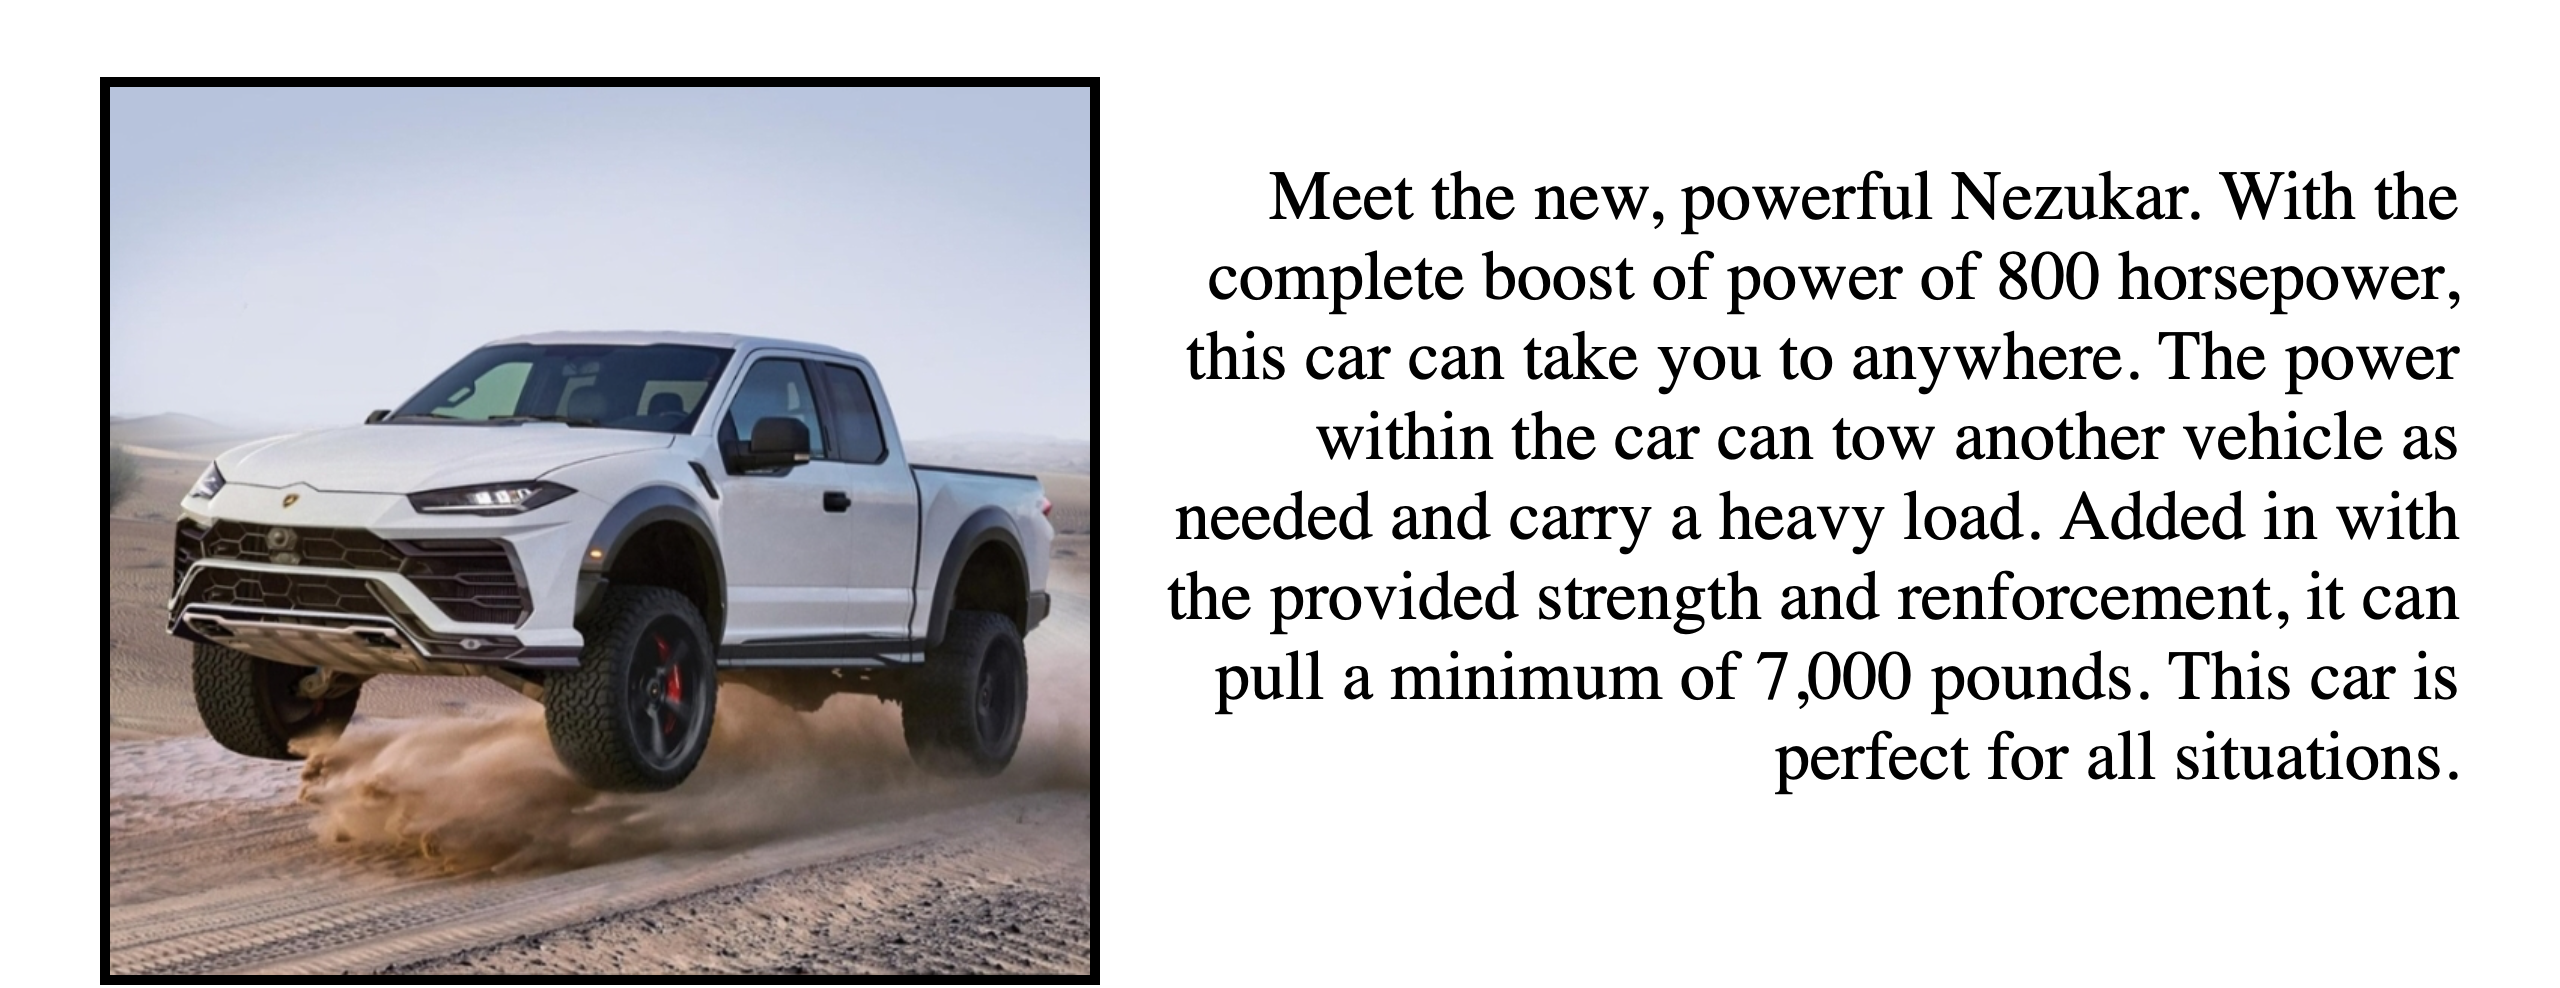 Meet the new, powerful Nezukar. With the
complete boost of power of 800 horsepower,
this car can take you to anywhere. The power
within the car can tow another vehicle as
needed and carry a heavy load. Added in with
the provided strength and renforcement, it can
pull a minimum of 7,000 pounds. This car is
perfect for all situations.